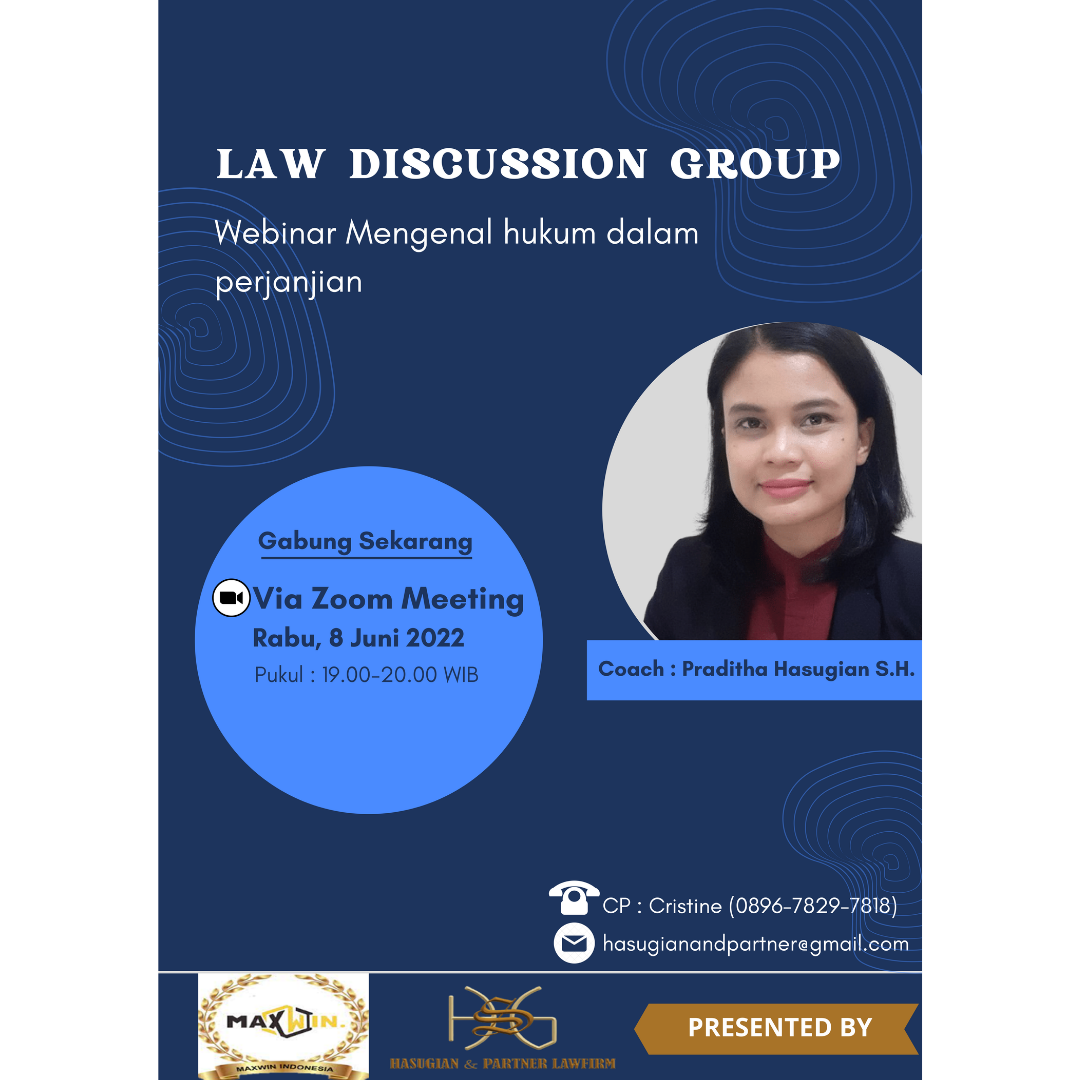 LAW DISCUSSION GROUP
Webinar Mengenal hukum dalam
perjanjian
Gabung Sekarang
Via Zoom Meeting
Rabu, 8 Juni 2022
Pukul : 19.00-20.00 WIB
Coach : Praditha Hasugian S.H.
CP : Cristine (0896-7829-7818)
hasugianandpartner@gmail.com
MAXWIN.
MAXWIN INDONESIA
HSG
HASUGIAN & PARTNER LAWFIRM
PRESENTED BY